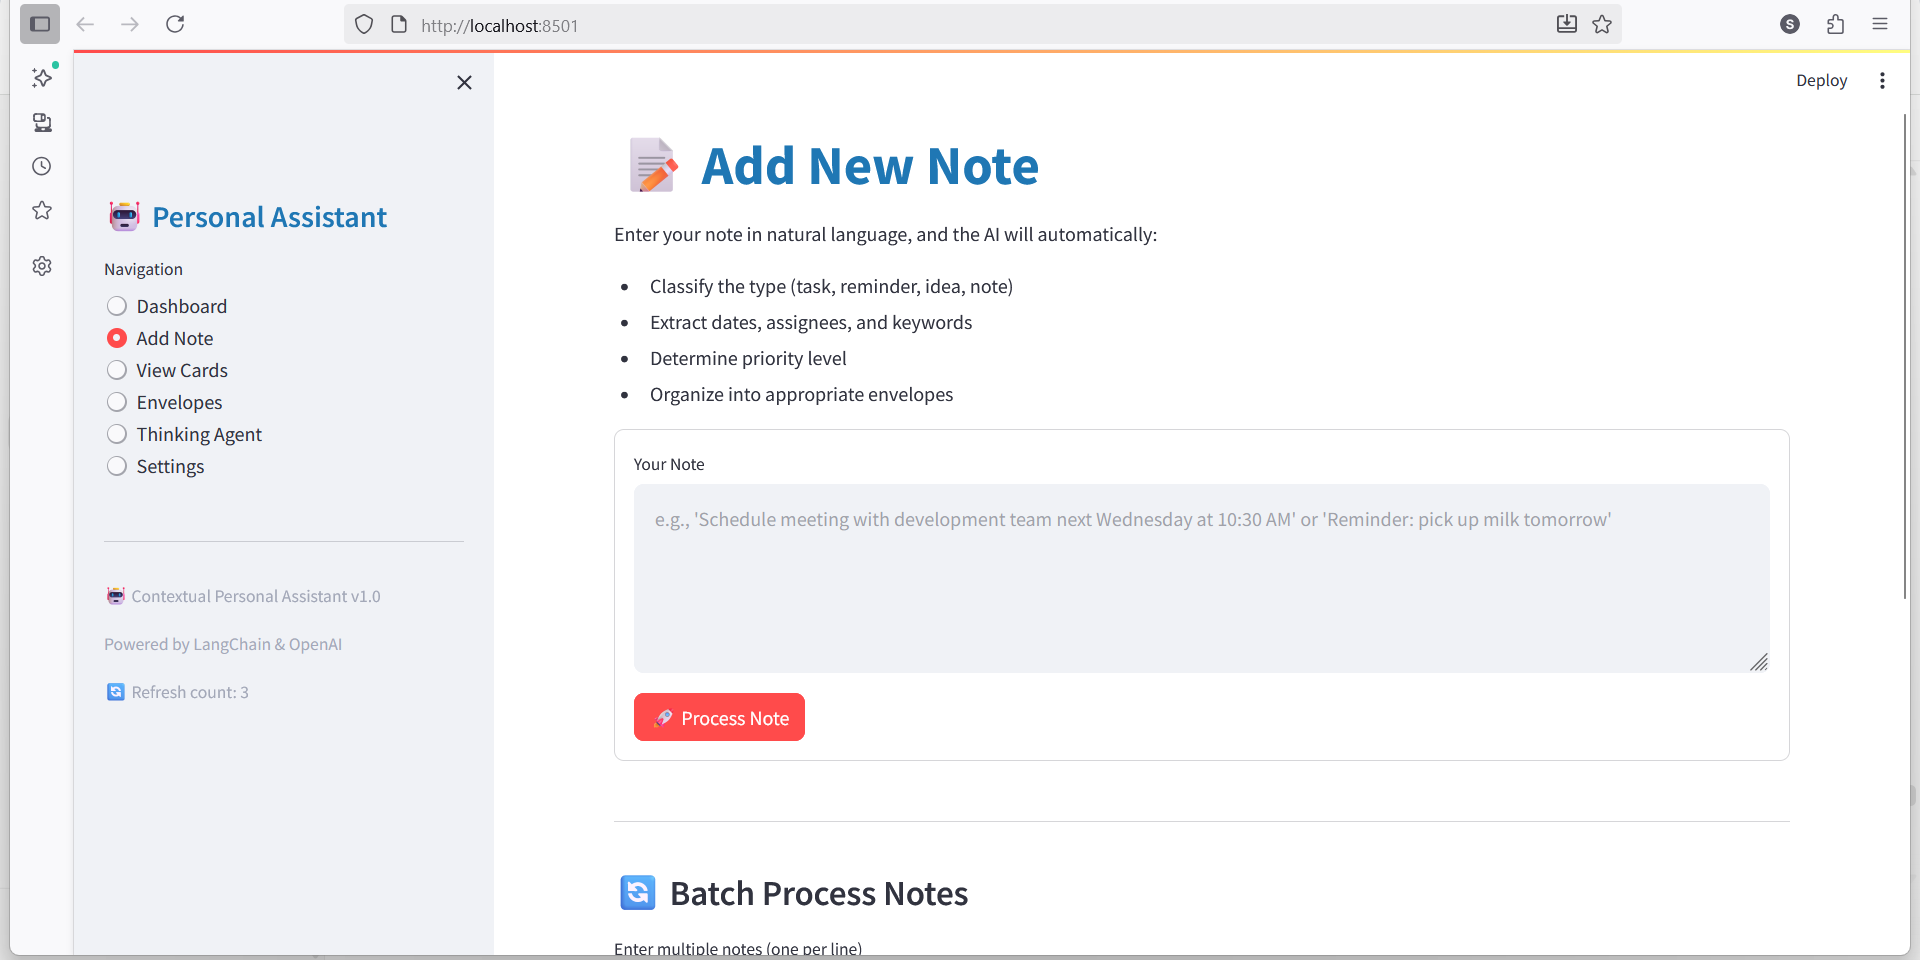 http://localhost:8501
S
Deploy
Personal Assistant
Navigation
Dashboard
Add Note
View Cards
Envelopes
Thinking Agent
Settings
Contextual Personal Assistant v1.0
Powered by LangChain & OpenAI
Refresh count: 3
Add New Note
Enter your note in natural language, and the AI will automatically:
Classify the type (task, reminder, idea, note)
Extract dates, assignees, and keywords
Determine priority level
Organize into appropriate envelopes
Your Note
e.g., 'Schedule meeting with development team next Wednesday at 10:30 AM' or 'Reminder: pick up milk tomorrow'
Process Note
Batch Process Notes
Enter multiple notes (one per line)